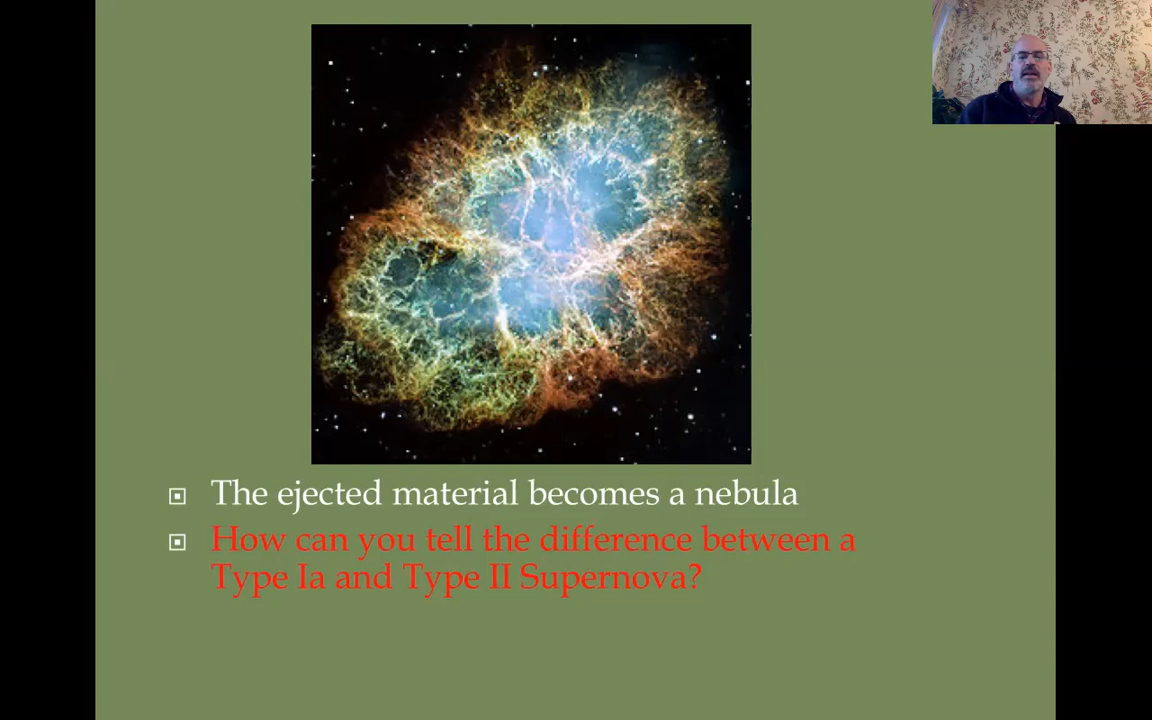 The ejected material becomes a nebula
How can you tell the difference between a
Type Ia and Type II Supernova?